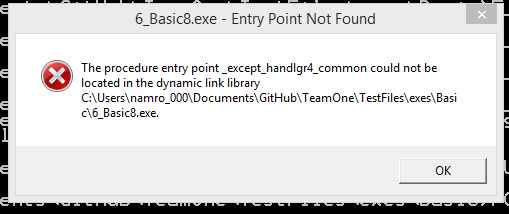 6_Basic8.exe - Entry Point Not Found
The procedure entry point _except_handlgr4_common could not be
located in the dynamic link library
C:\Users\namro_000\Documents\GitHub\TeamOne\TestFiles\exes\Basi
c\6_Basic8.exe.
OK